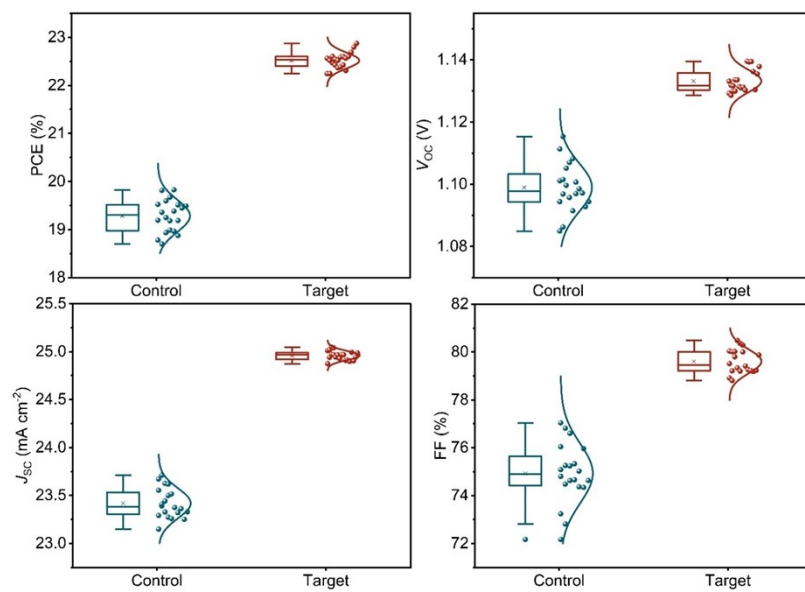 PCE (%)
23
22
21
20
19
18
Control
Target
V_OC (V)
1.14
1.12
1.10
1.08
Control
Target
J_SC (mA cm⁻²)
25.5
25.0
24.5
24.0
23.5
23.0
Control
Target
FF (%)
82
80
78
76
74
72
Control
Target